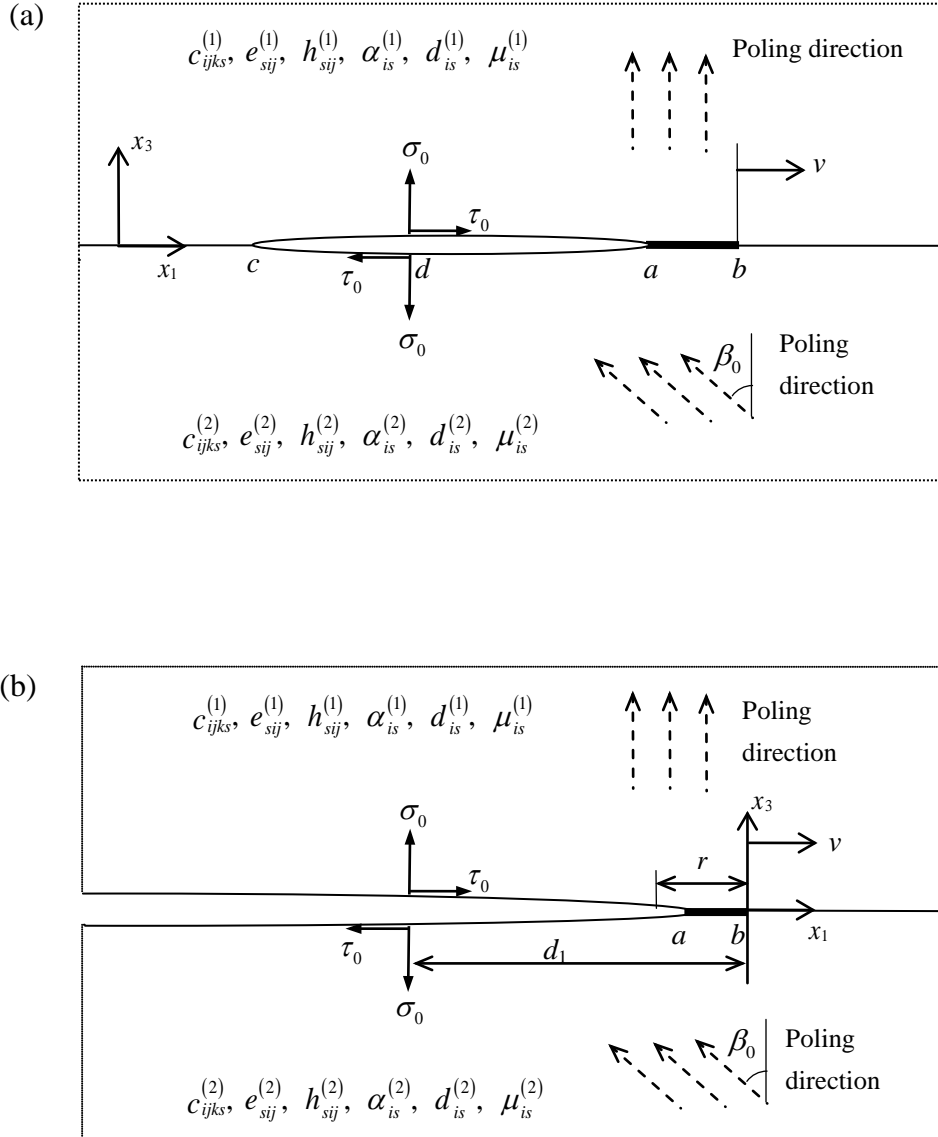 (a)
c_{ijks}^{(1)}, e_{sij}^{(1)}, h_{sij}^{(1)}, α_{is}^{(1)}, d_{is}^{(1)}, μ_{is}^{(1)}
Poling direction
x_3
σ_0
v
τ_0
x_1
c
τ_0
d
a
b
σ_0
β_0
Poling
direction
c_{ijks}^{(2)}, e_{sij}^{(2)}, h_{sij}^{(2)}, α_{is}^{(2)}, d_{is}^{(2)}, μ_{is}^{(2)}
(b)
c_{ijks}^{(1)}, e_{sij}^{(1)}, h_{sij}^{(1)}, α_{is}^{(1)}, d_{is}^{(1)}, μ_{is}^{(1)}
Poling
direction
x_3
σ_0
v
r
τ_0
a
b
x_1
τ_0
d_1
σ_0
β_0
Poling
direction
c_{ijks}^{(2)}, e_{sij}^{(2)}, h_{sij}^{(2)}, α_{is}^{(2)}, d_{is}^{(2)}, μ_{is}^{(2)}